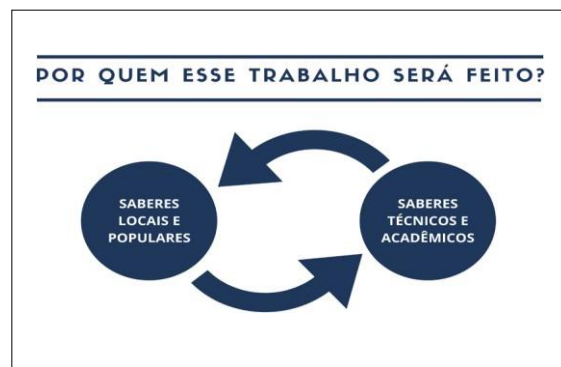 POR QUEM ESSE TRABALHO SERÁ FEITO?
SABERES
LOCAIS E
POPULARES
SABERES
TÉCNICOS E
ACADÊMICOS